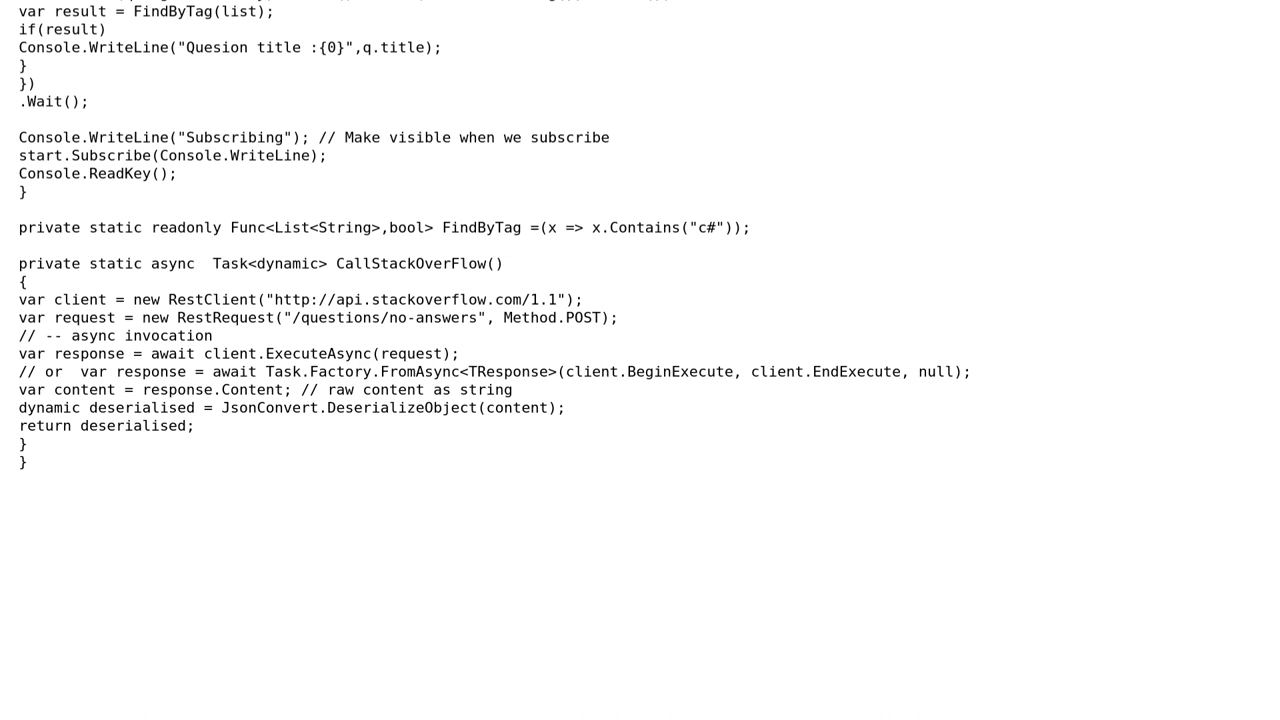 var result = FindByTag(list);
if(result)
Console.WriteLine("Quesion title :{0}",q.title);
}
})
.Wait();
Console.WriteLine("Subscribing"); // Make visible when we subscribe
start.Subscribe(Console.WriteLine);
Console.ReadKey();
}
private static readonly Func<List<String>,bool> FindByTag =(x => x.Contains("c#"));
private static async  Task<dynamic> CallStackOverFlow()
{
var client = new RestClient("http://api.stackoverflow.com/1.1");
var request = new RestRequest("/questions/no-answers", Method.POST);
// -- async invocation
var response = await client.ExecuteAsync(request);
// or  var response = await Task.Factory.FromAsync<TResponse>(client.BeginExecute, client.EndExecute, null);
var content = response.Content; // raw content as string
dynamic deserialised = JsonConvert.DeserializeObject(content);
return deserialised;
}
}